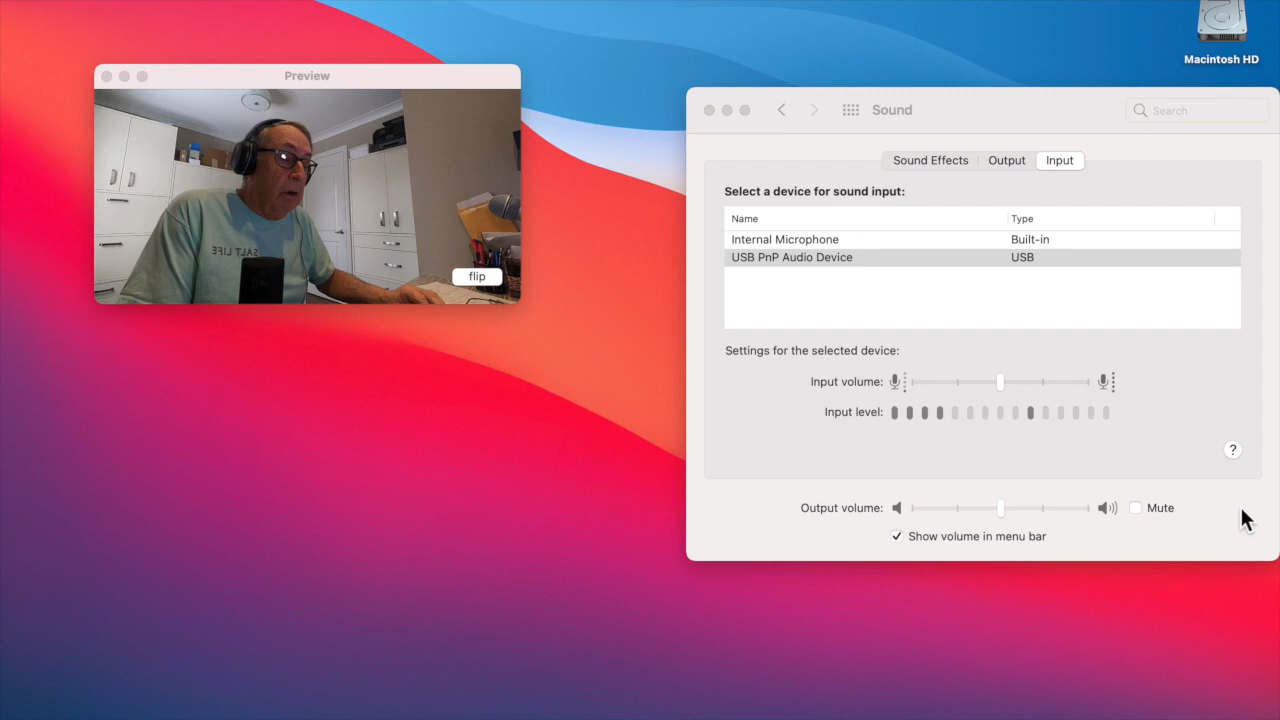 Macintosh HD
Preview
SALT LIFE
flip
Sound
Search
Sound Effects
Output
Input
Select a device for sound input:
Name Type
Internal Microphone Built-in
USB PnP Audio Device USB
Settings for the selected device:
Input volume:
Input level:
?
Output volume: Mute
Show volume in menu bar